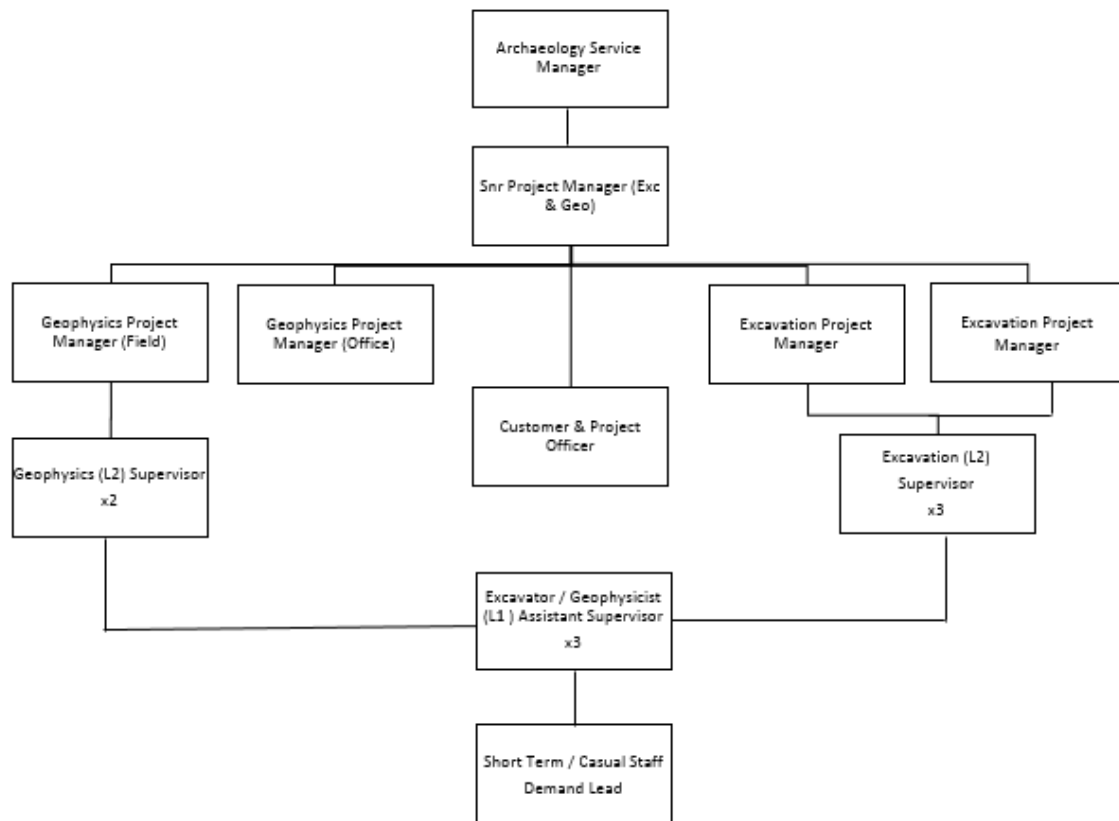 Archaeology Service
Manager
Snr Project Manager (Exc
& Geo)
Geophysics Project
Manager (Field)
Geophysics Project
Manager (Office)
Excavation Project
Manager
Excavation Project
Manager
Customer & Project
Officer
Geophysics (L2) Supervisor
x2
Excavation (L2)
Supervisor
x3
Excavator / Geophysicist
(L1 ) Assistant Supervisor
x3
Short Term / Casual Staff
Demand Lead